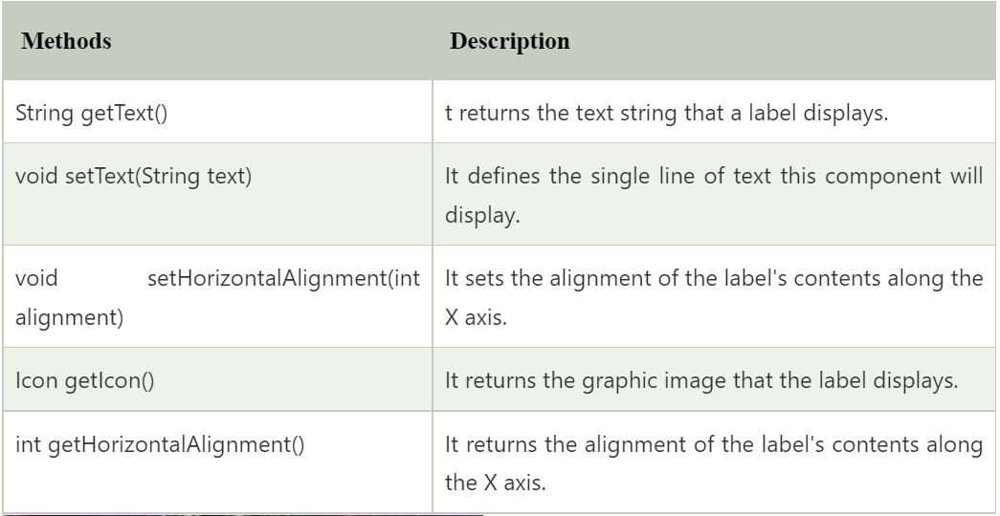 Methods Description
String getText() t returns the text string that a label displays.
void setText(String text) It defines the single line of text this component will
display.
void setHorizontalAlignment(int It sets the alignment of the label's contents along the
alignment) X axis.
Icon getIcon() It returns the graphic image that the label displays.
int getHorizontalAlignment() It returns the alignment of the label's contents along
the X axis.